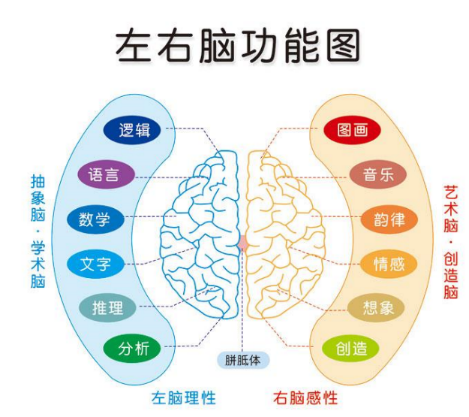 左右脑功能图
抽象脑·学术脑
逻辑
语言
数学
文字
推理
分析
图画
音乐
韵律
情感
想象
创造
艺术脑·创造脑
胼胝体
左脑理性
右脑感性